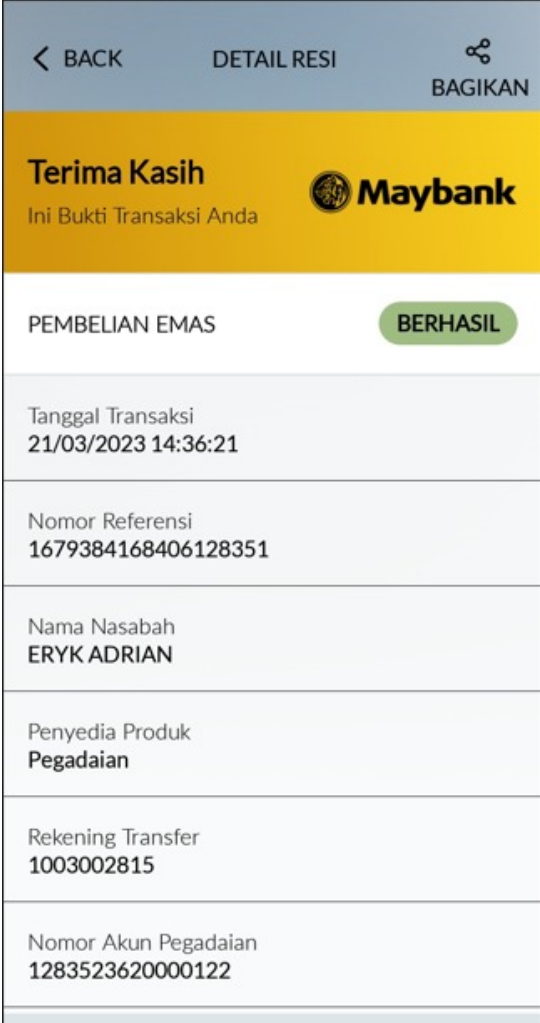 BACK
DETAIL RESI
BAGIKAN
Terima Kasih
Maybank
Ini Bukti Transaksi Anda
PEMBELIAN EMAS
BERHASIL
Tanggal Transaksi
21/03/2023 14:36:21
Nomor Referensi
1679384168406128351
Nama Nasabah
ERYK ADRIAN
Penyedia Produk
Pegadaian
Rekening Transfer
1003002815
Nomor Akun Pegadaian
1283523620000122